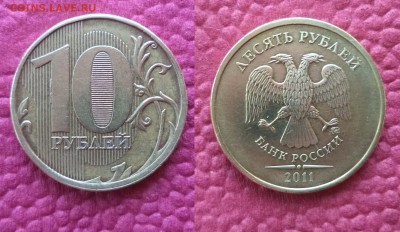 COINS.LAVE.RU
10
РУБЛЕЙ
ДЕСЯТЬ РУБЛЕЙ
БАНК РОССИИ
2011